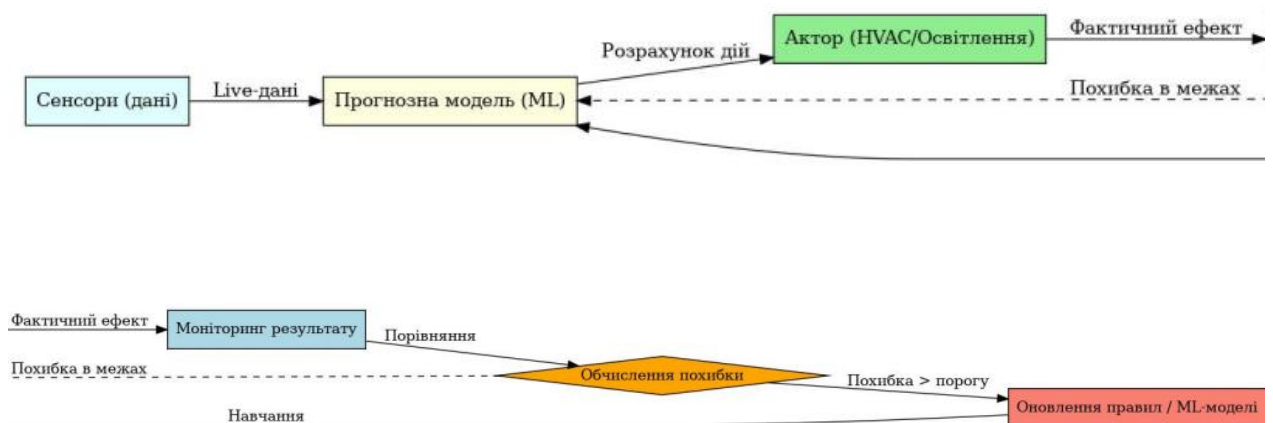 Актор (HVAC/Освітлення)
Фактичний ефект
Розрахунок дій
Сенсори (дані)
Live-дані
Прогнозна модель (ML)
Похибка в межах
Фактичний ефект
Моніторинг результату
Порівняння
Похибка в межах
Обчислення похибки
Похибка > порогу
Оновлення правил / ML-моделі
Навчання